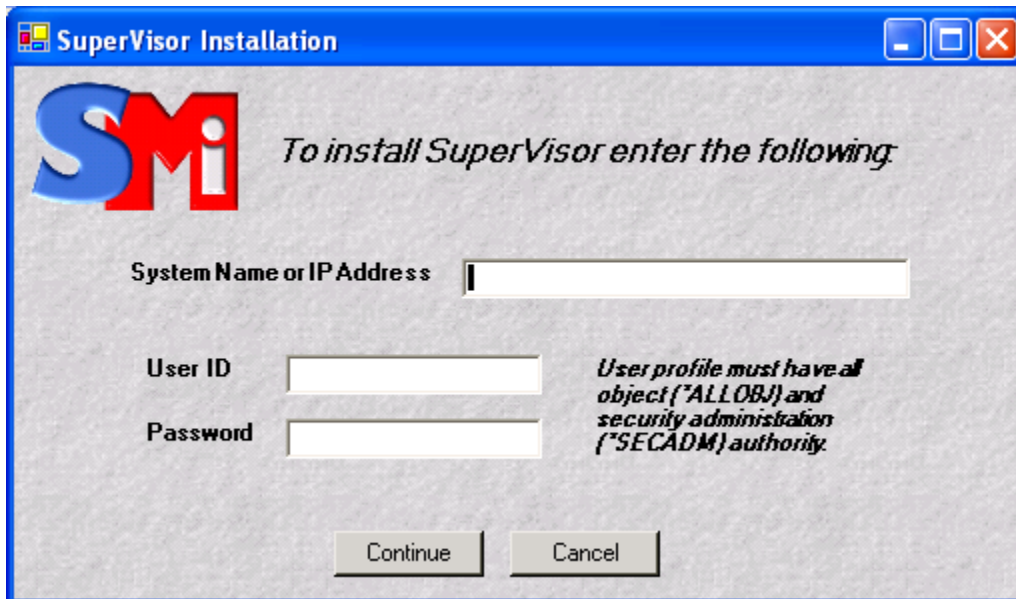 SuperVisor Installation
SMi
To install SuperVisor enter the following:
System Name or IP Address
User ID
User profile must have all
object (*ALLOBJ) and
security administration
(*SECADM) authority.
Password
Continue
Cancel